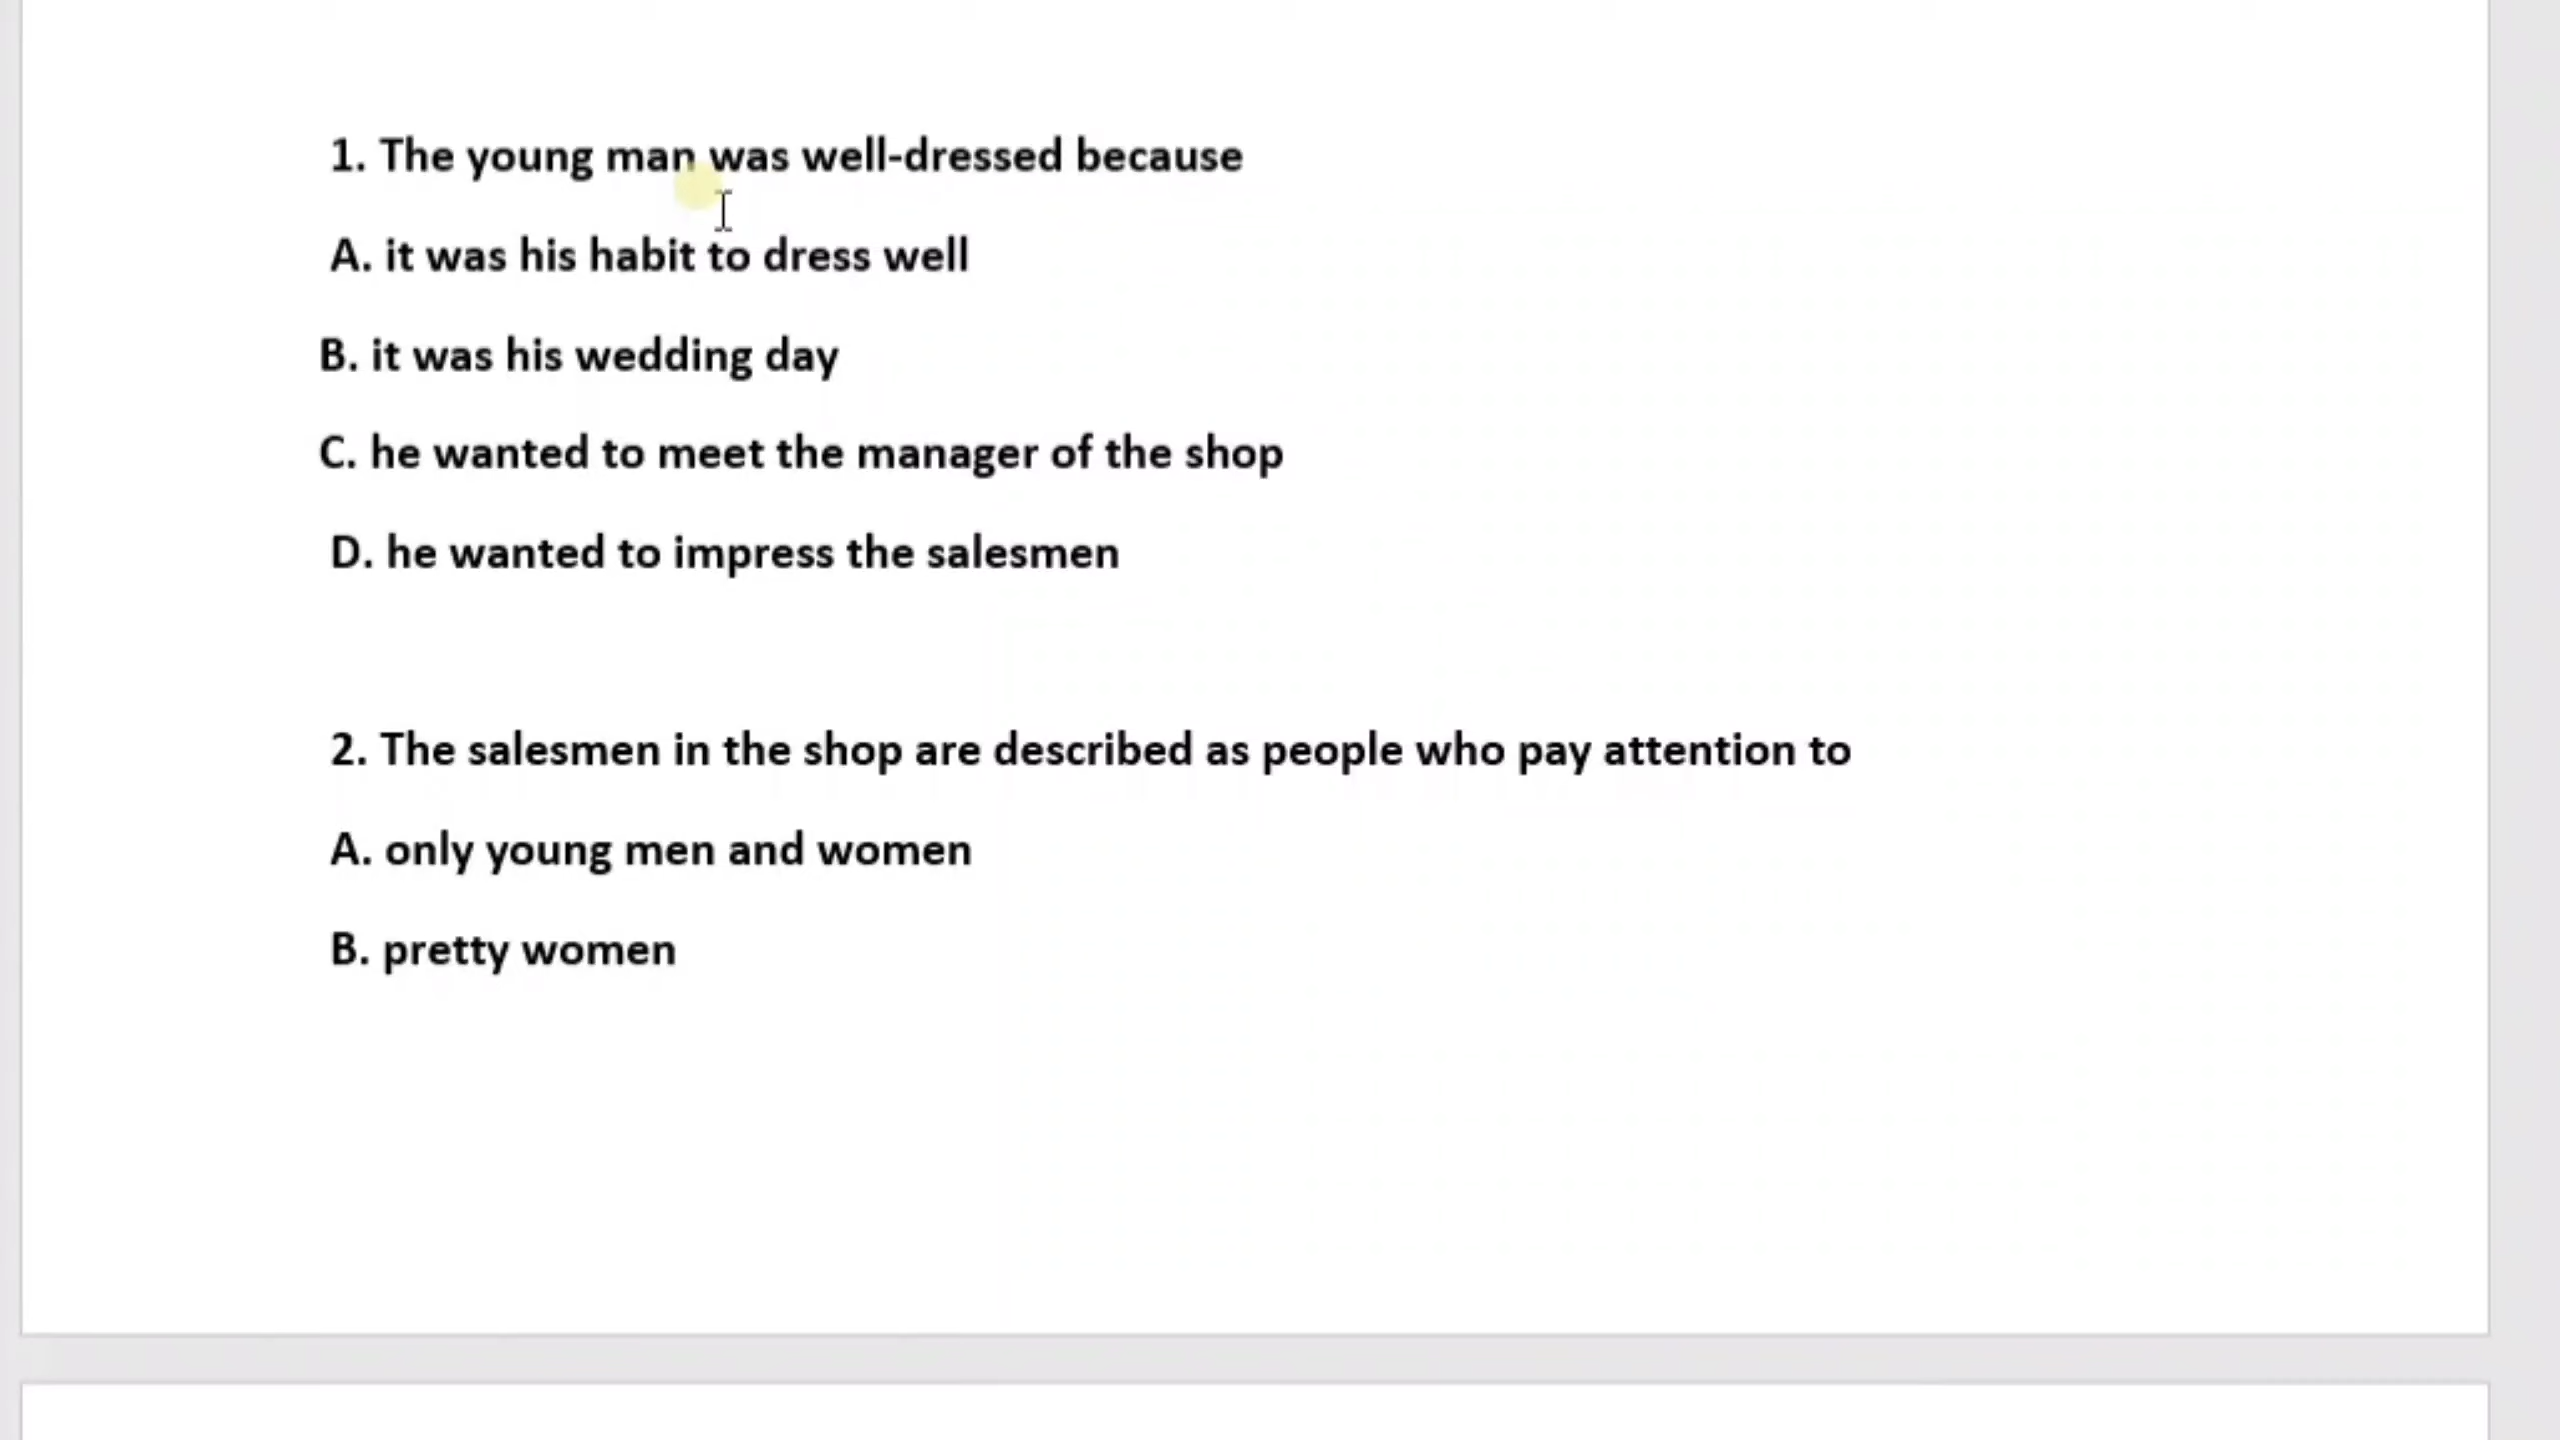 1. The young man was well-dressed because
A. it was his habit to dress well
B. it was his wedding day
C. he wanted to meet the manager of the shop
D. he wanted to impress the salesmen
2. The salesmen in the shop are described as people who pay attention to
A. only young men and women
B. pretty women